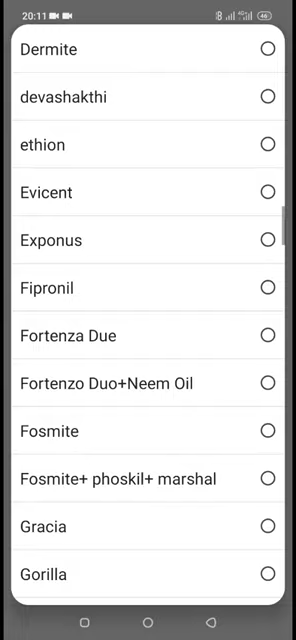 20:11
46
Dermite
devashakthi
ethion
Evicent
Exponus
Fipronil
Fortenza Due
Fortenzo Duo+Neem Oil
Fosmite
Fosmite+ phoskil+ marshal
Gracia
Gorilla